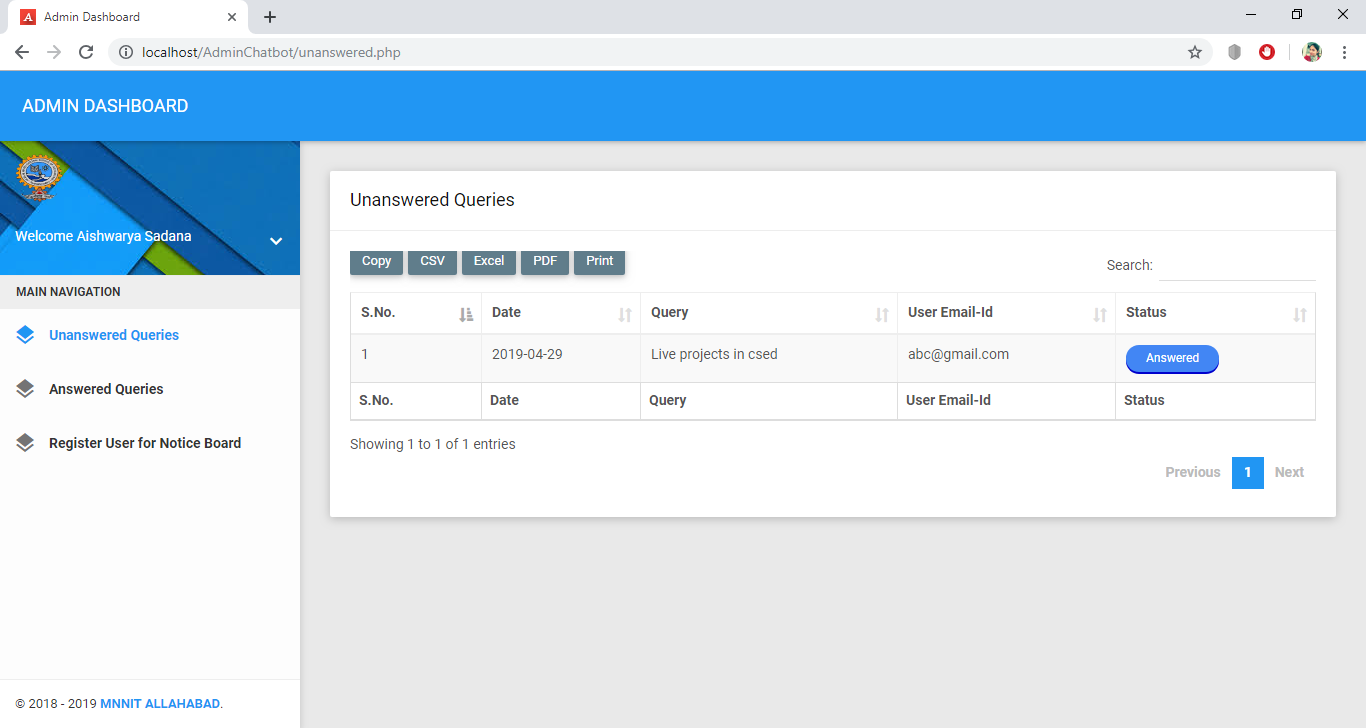 Admin Dashboard
localhost/AdminChatbot/unanswered.php
ADMIN DASHBOARD
Welcome Aishwarya Sadana
MAIN NAVIGATION
Unanswered Queries
Answered Queries
Register User for Notice Board
© 2018 - 2019 MNNIT ALLAHABAD.
Unanswered Queries
Copy CSV Excel PDF Print
Search:
S.No. Date Query User Email-Id Status
1 2019-04-29 Live projects in csed abc@gmail.com Answered
S.No. Date Query User Email-Id Status
Showing 1 to 1 of 1 entries
Previous 1 Next